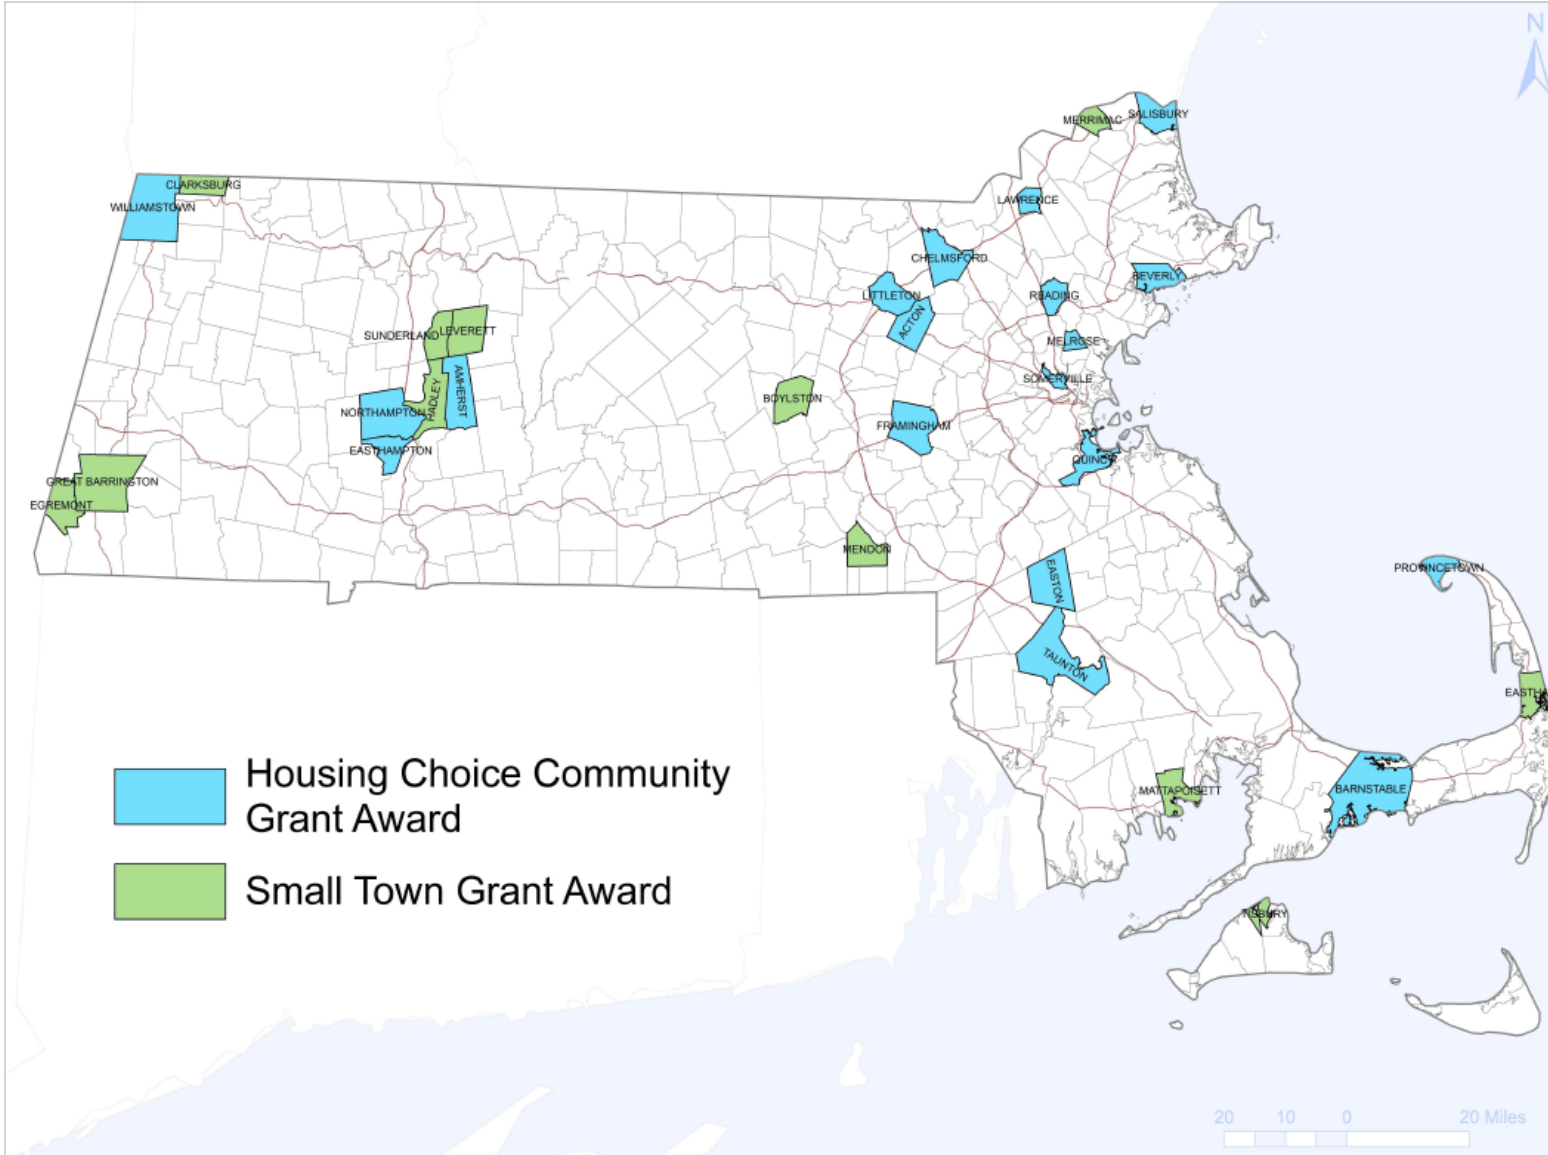 N
SALISBURY
MERRIMAC
CLARKSBURG
WILLIAMSTOWN
LAWRENCE
CHELMSFORD
BEVERLY
LITTLETON
READING
ACTON
SUNDERLAND
LEVERETT
MELROSE
SOMERVILLE
AMHERST
HADLEY
BOYLSTON
NORTHAMPTON
FRAMINGHAM
EASTHAMPTON
QUINCY
GREAT BARRINGTON
EGREMONT
MENDON
EASTON
PROVINCETOWN
TAUNTON
EASTHA
Housing Choice Community
Grant Award
MATTAPOISETT
BARNSTABLE
Small Town Grant Award
TISBURY
20 10 0 20 Miles